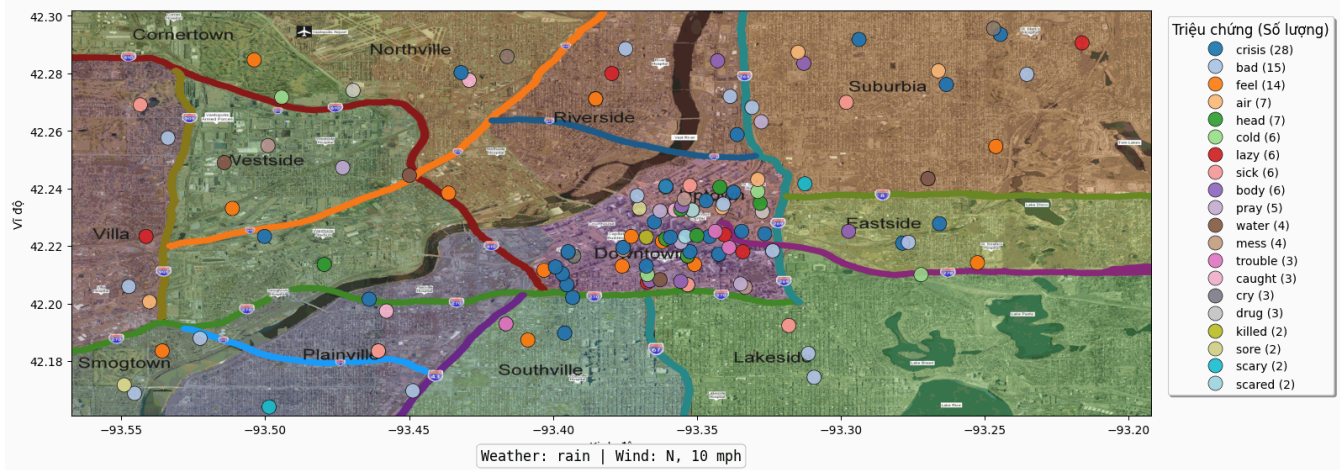 42.30
42.28
42.26
42.24
42.22
42.20
42.18
Vĩ độ
Cornertown
Northville
Riverside
Suburbia
Westside
Villa
Uptown
Downtown
Eastside
Smogtown
Plainville
Southville
Lakeside
−93.55
−93.50
−93.45
−93.40
−93.35
−93.30
−93.25
−93.20
Weather: rain | Wind: N, 10 mph
Triệu chứng (Số lượng)
crisis (28)
bad (15)
feel (14)
air (7)
head (7)
cold (6)
lazy (6)
sick (6)
body (6)
pray (5)
water (4)
mess (4)
trouble (3)
caught (3)
cry (3)
drug (3)
killed (2)
sore (2)
scary (2)
scared (2)